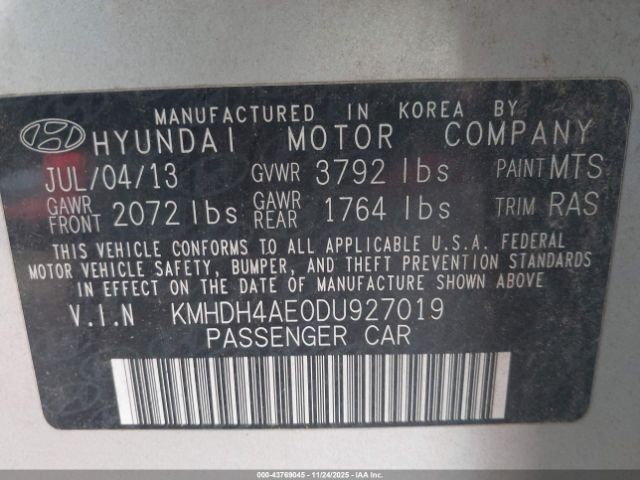 MANUFACTURED IN KOREA BY
HYUNDAI MOTOR COMPANY
JUL/04/13 GVWR 3792 lbs PAINT MTS
GAWR FRONT 2072 lbs GAWR REAR 1764 lbs TRIM RAS
THIS VEHICLE CONFORMS TO ALL APPLICABLE U.S.A. FEDERAL
MOTOR VEHICLE SAFETY, BUMPER, AND THEFT PREVENTION STANDARDS
IN EFFECT ON THE DATE OF MANUFACTURE SHOWN ABOVE
V.I.N KMHDH4AE0DU927019
PASSENGER CAR
000-43769045 - 11/24/2025 - IAAI.COM